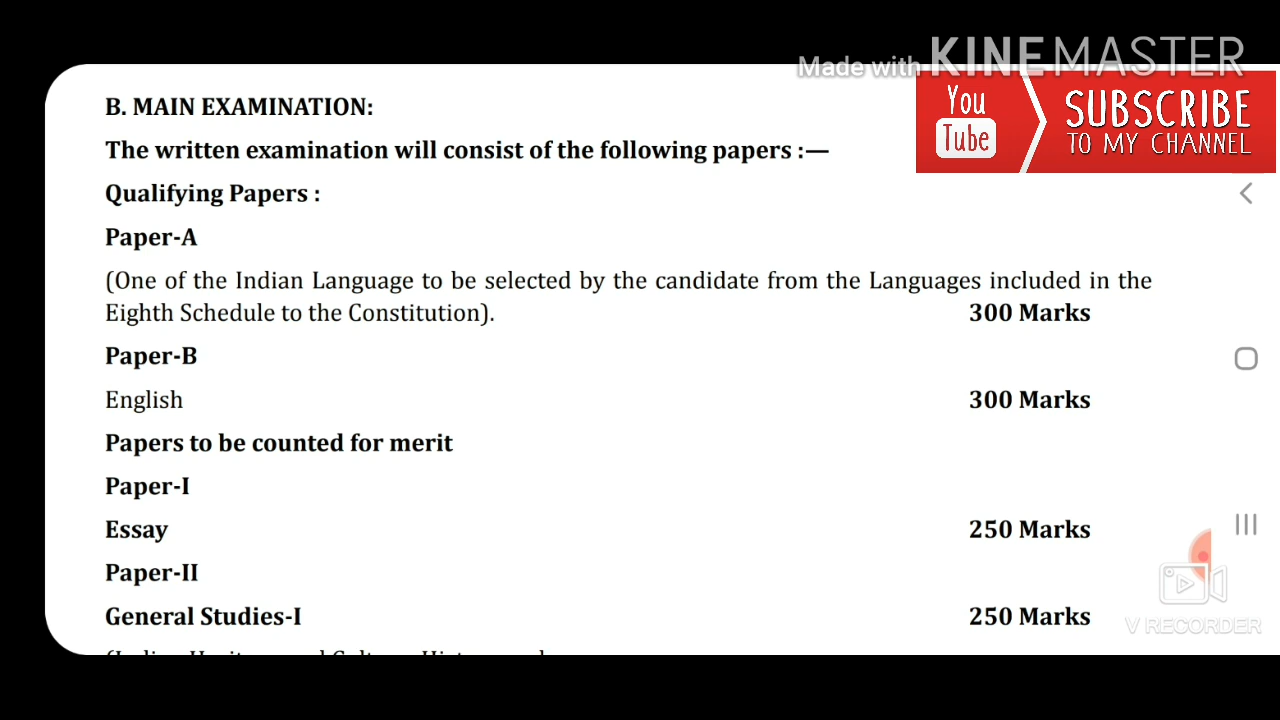 Made with KINEMASTER
You Tube
SUBSCRIBE
TO MY CHANNEL
B. MAIN EXAMINATION:
The written examination will consist of the following papers :—
Qualifying Papers :
Paper-A
(One of the Indian Language to be selected by the candidate from the Languages included in the
Eighth Schedule to the Constitution). 300 Marks
Paper-B
English 300 Marks
Papers to be counted for merit
Paper-I
Essay 250 Marks
Paper-II
General Studies-I 250 Marks
V RECORDER